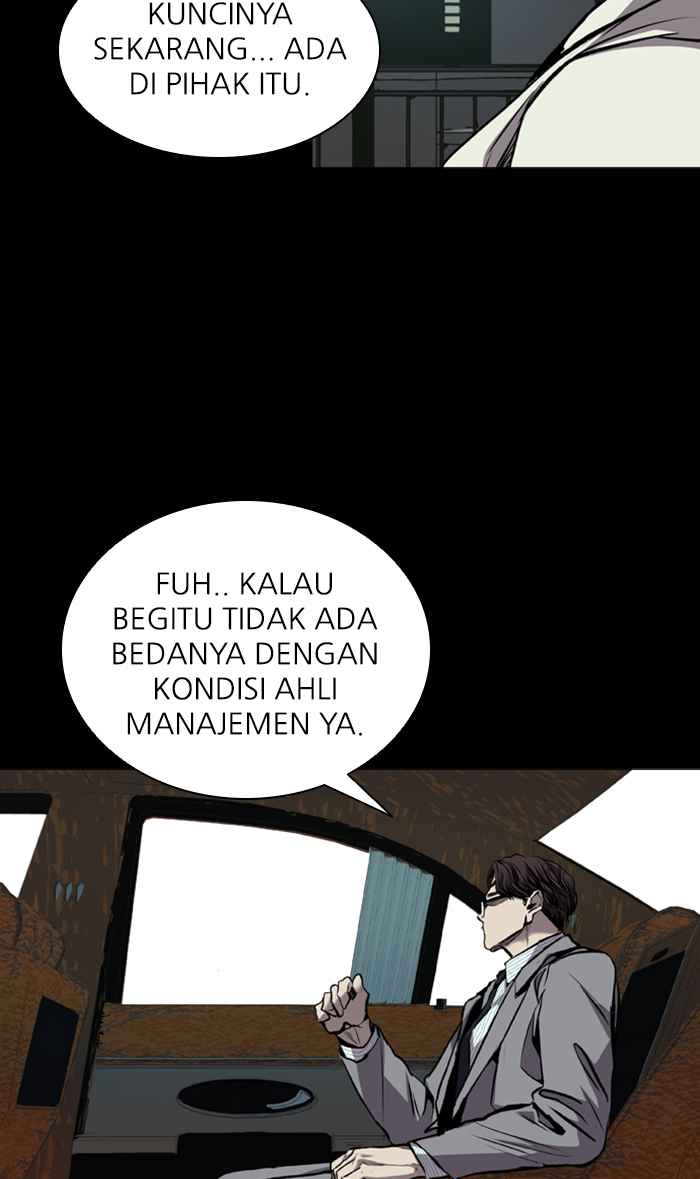 KUNCINYA
SEKARANG... ADA
DI PIHAK ITU.
FUH.. KALAU
BEGITU TIDAK ADA
BEDANYA DENGAN
KONDISI AHLI
MANAJEMEN YA.